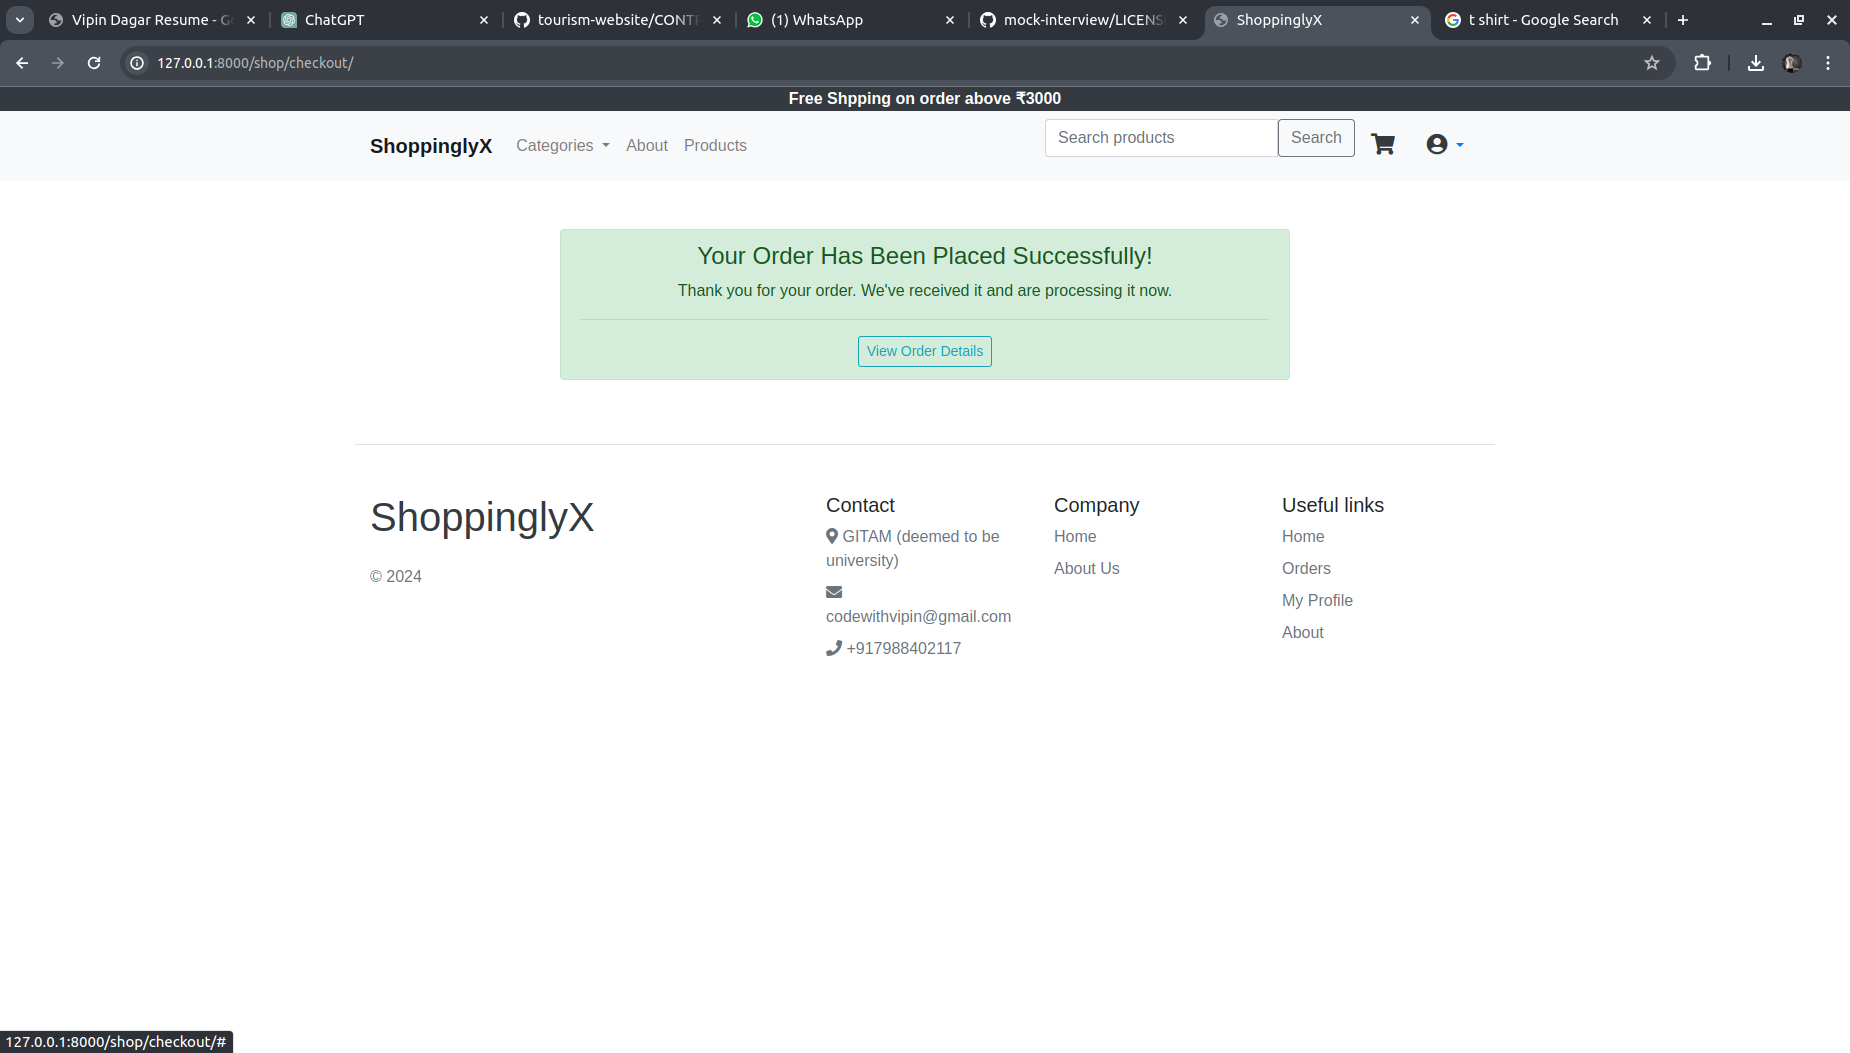 Vipin Dagar Resume - Go
ChatGPT
tourism-website/CONTR
(1) WhatsApp
mock-interview/LICENSE
ShoppinglyX
t shirt - Google Search
127.0.0.1:8000/shop/checkout/
Free Shpping on order above ₹3000
ShoppinglyX
Categories
About
Products
Search products
Search
Your Order Has Been Placed Successfully!
Thank you for your order. We've received it and are processing it now.
View Order Details
ShoppinglyX
© 2024
Contact
GITAM (deemed to be
university)
codewithvipin@gmail.com
+917988402117
Company
Home
About Us
Useful links
Home
Orders
My Profile
About
127.0.0.1:8000/shop/checkout/#